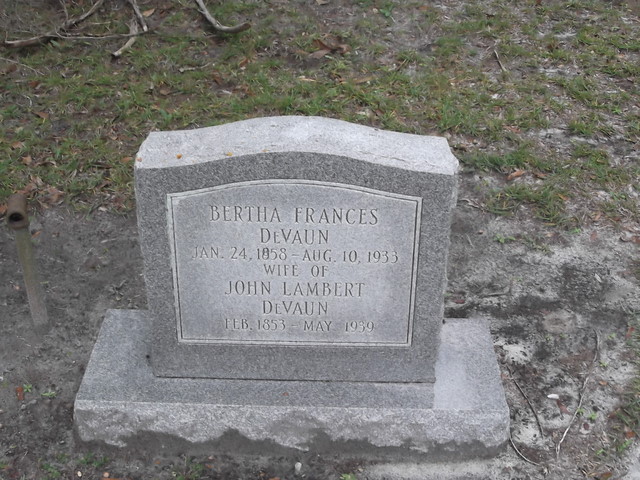 BERTHA FRANCES
DEVAUN
JAN. 24, 1858 - AUG. 10, 1933
WIFE OF
JOHN LAMBERT
DEVAUN
FEB. 1853 - MAY 1939